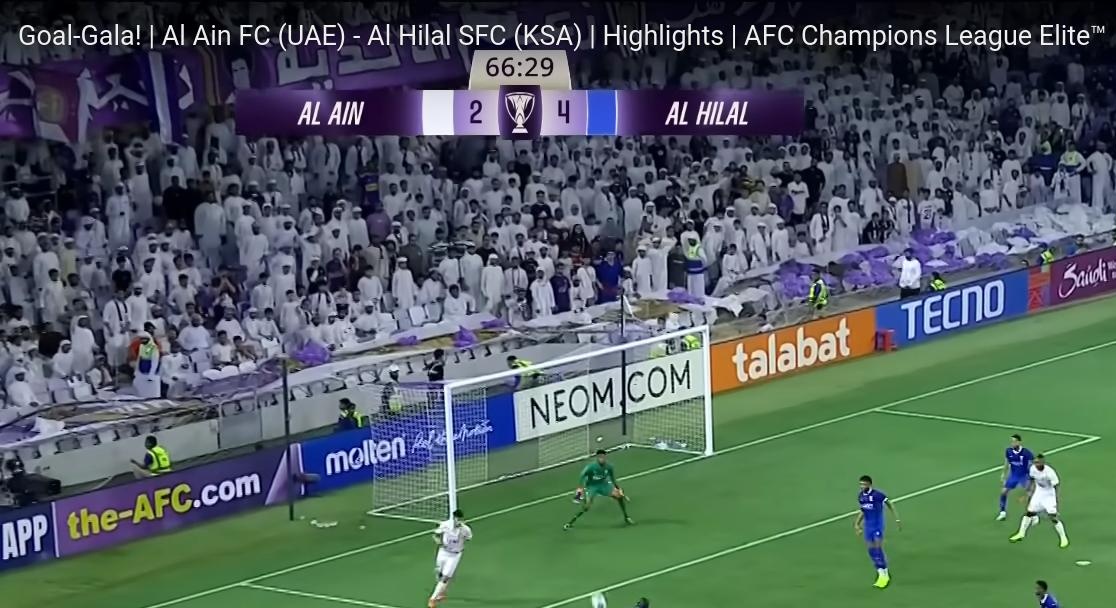 Goal-Gala! | Al Ain FC (UAE) - Al Hilal SFC (KSA) | Highlights | AFC Champions League Elite™
66:29
AL AIN 2 4 AL HILAL
TECNO
talabat
NEOM.COM
molten
the-AFC.com
APP